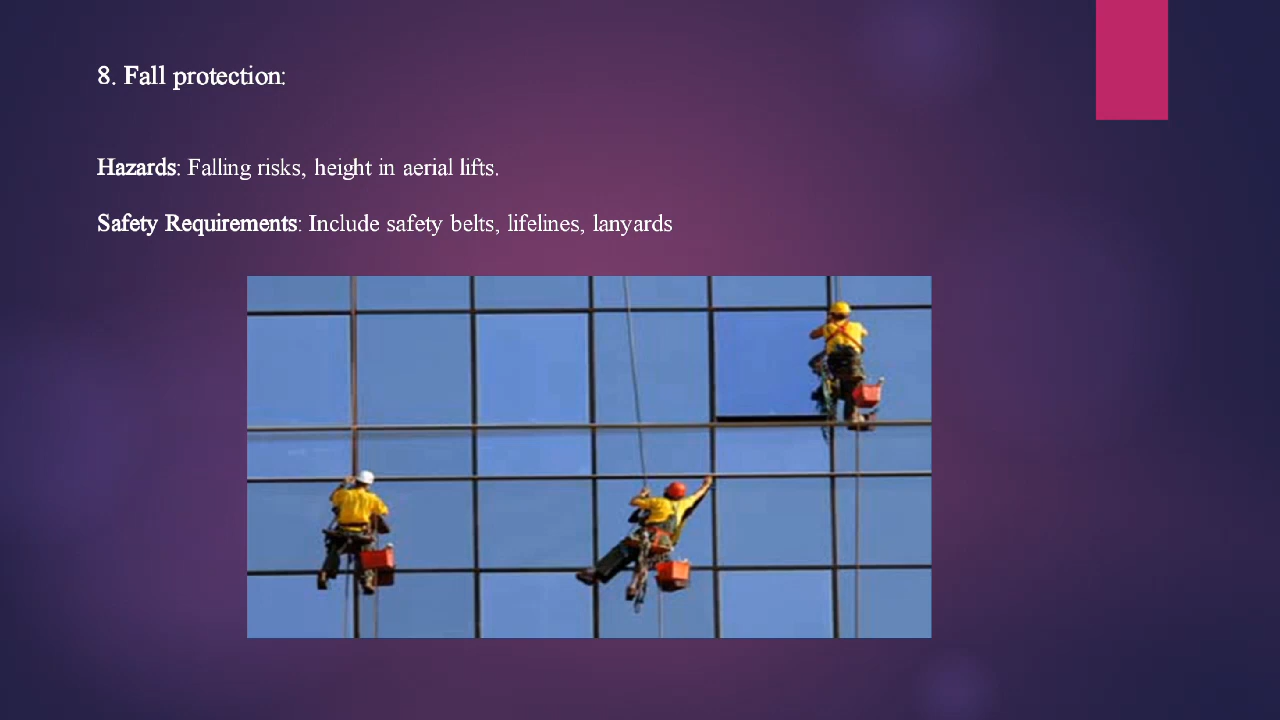 8. Fall protection:
Hazards: Falling risks, height in aerial lifts.
Safety Requirements: Include safety belts, lifelines, lanyards